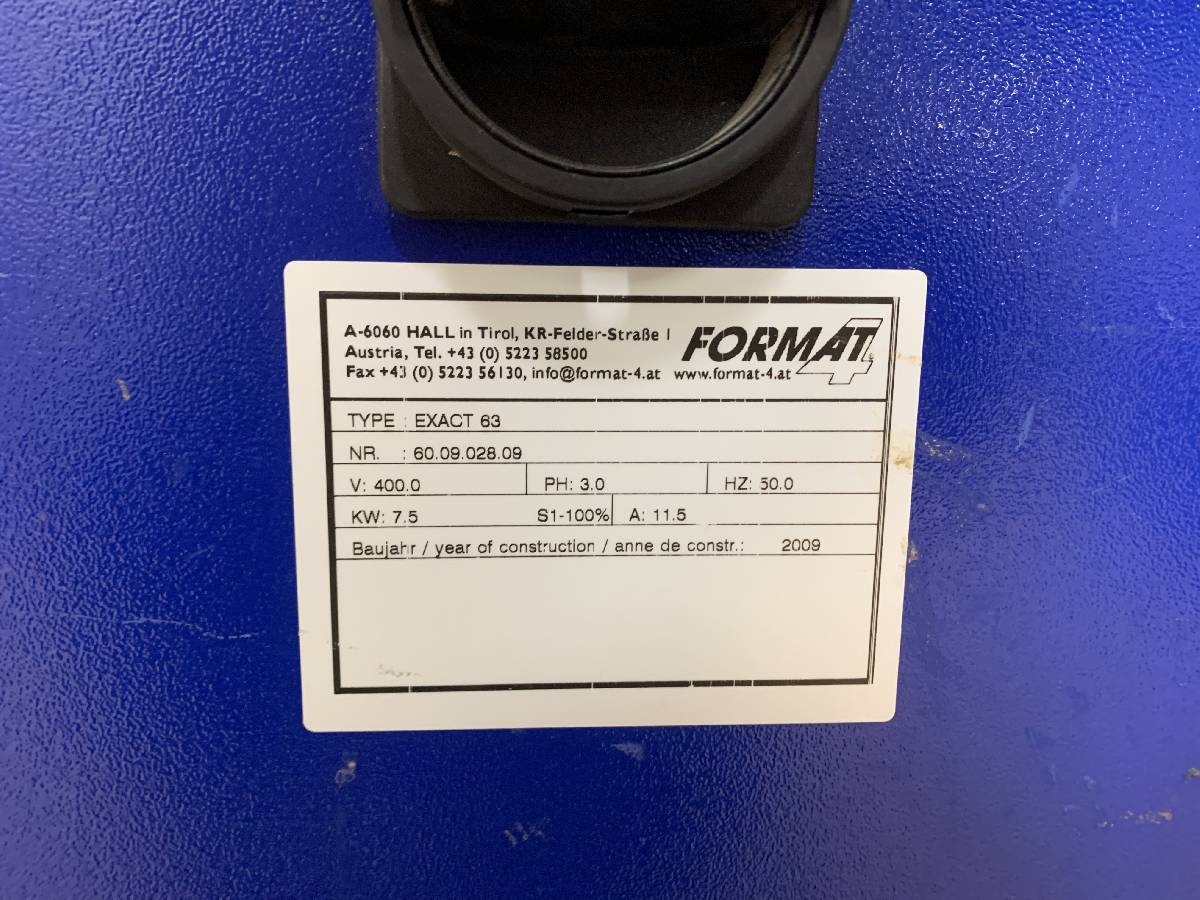 A-6060 HALL in Tirol, KR-Felder-Straße 1
Austria, Tel. +43 (0) 5223 58500
Fax +43 (0) 5223 56130, info@format-4.at www.format-4.at
FORMAT 4
TYPE : EXACT 63
NR. : 60.09.028.09
V: 400.0 PH: 3.0 HZ: 50.0
KW: 7.5 S1-100% A: 11.5
Baujahr / year of construction / anne de constr.: 2009